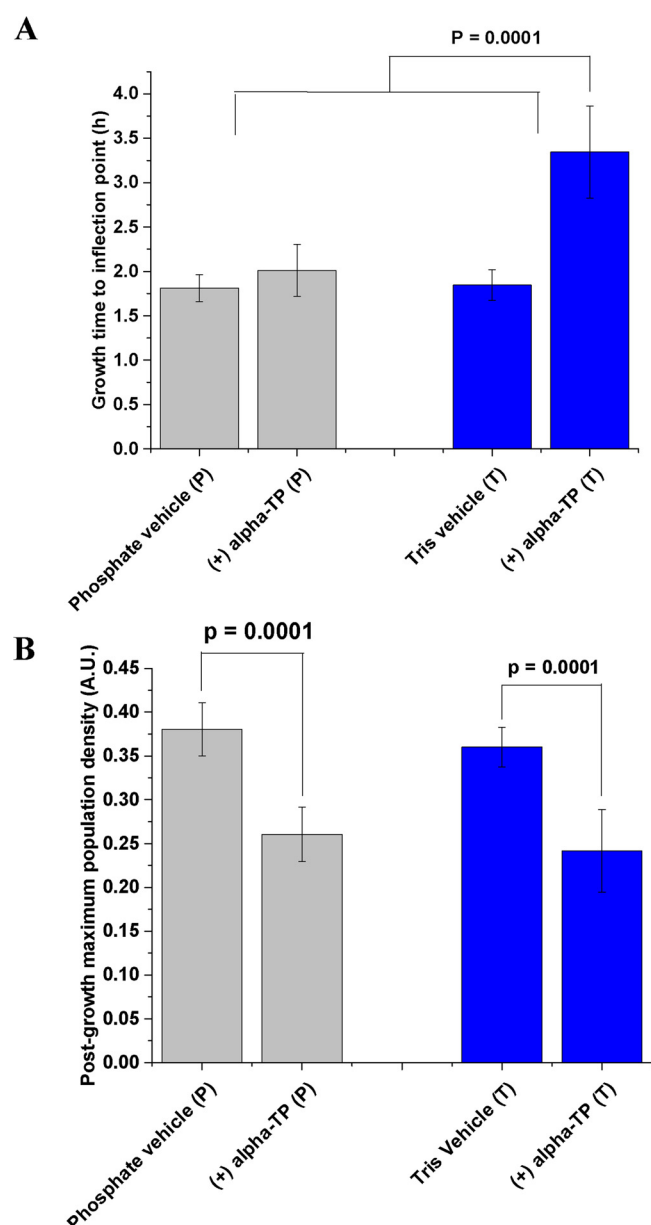 A
P = 0.0001
Growth time to inflection point (h)
4.0
3.5
3.0
2.5
2.0
1.5
1.0
0.5
0.0
Phosphate vehicle (P)
(+) alpha-TP (P)
Tris vehicle (T)
(+) alpha-TP (T)
B
p = 0.0001
p = 0.0001
Post-growth maximum population density (A.U.)
0.45
0.40
0.35
0.30
0.25
0.20
0.15
0.10
0.05
0.00
Phosphate vehicle (P)
(+) alpha-TP (P)
Tris Vehicle (T)
(+) alpha-TP (T)